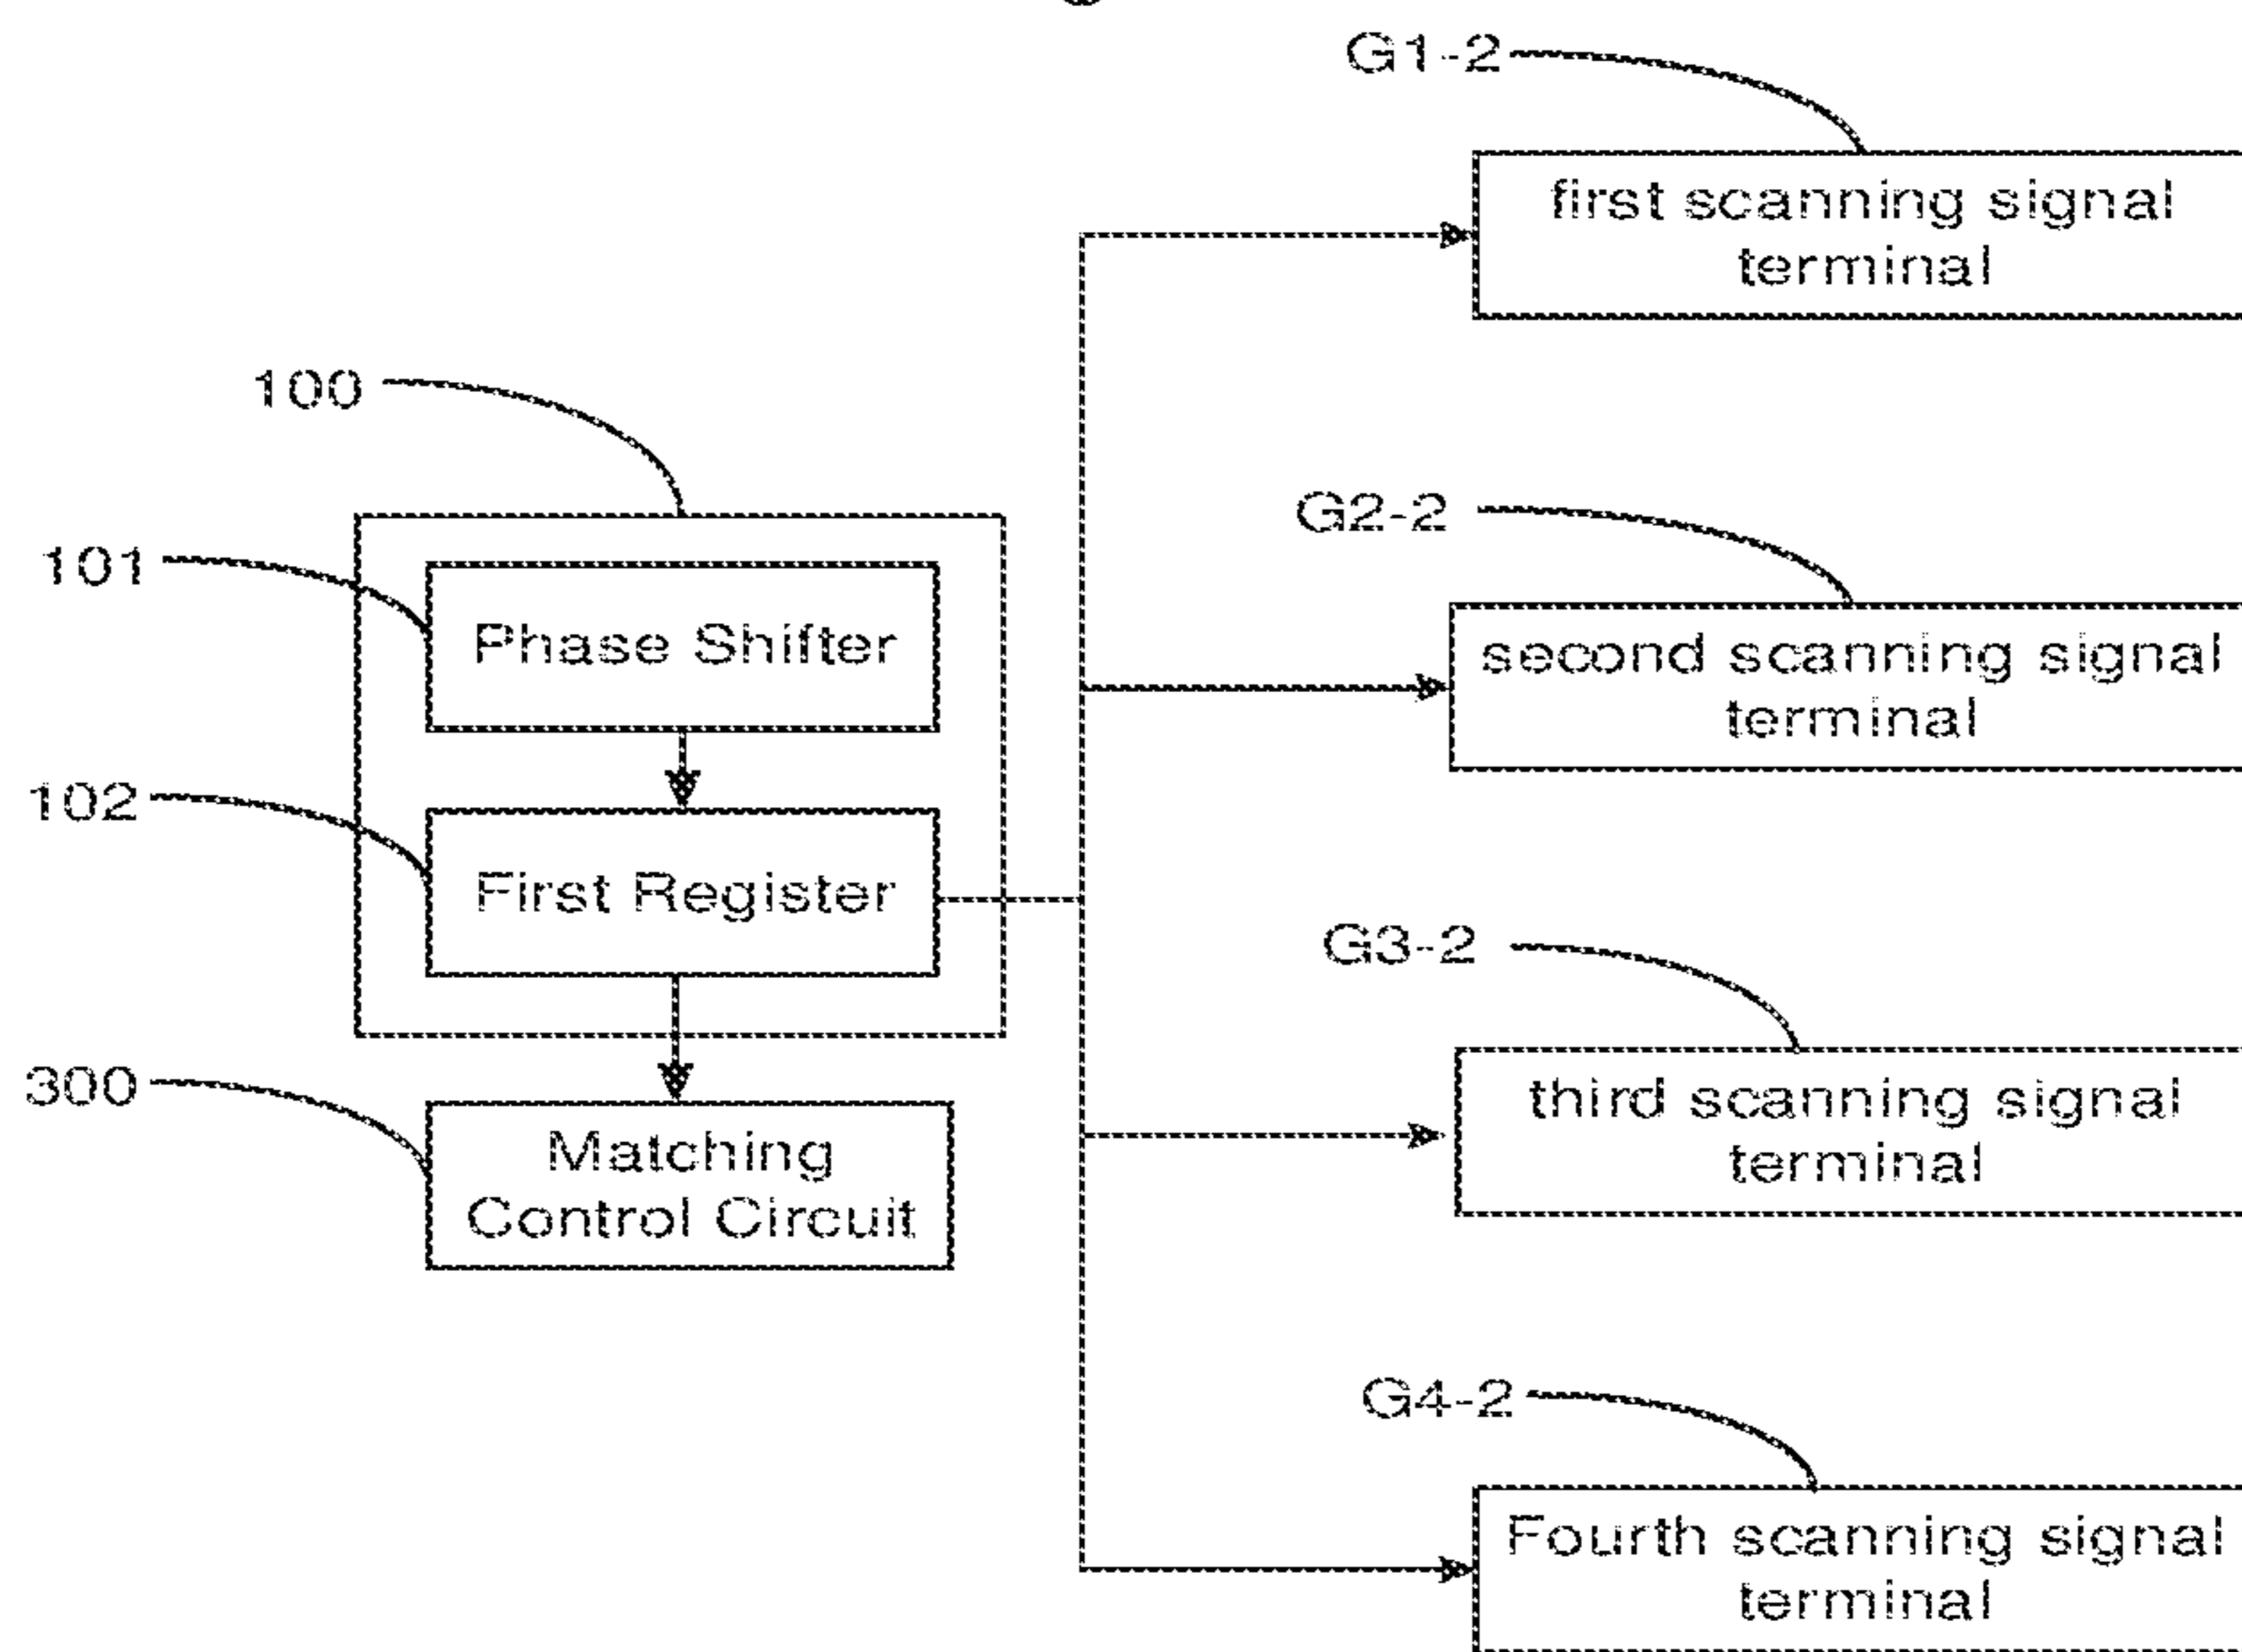 G1-2
first scanning signal
terminal
100
G2-2
101
Phase Shifter
second scanning signal
terminal
102
First Register
G3-2
300
third scanning signal
terminal
Matching
Control Circuit
G4-2
Fourth scanning signal
terminal